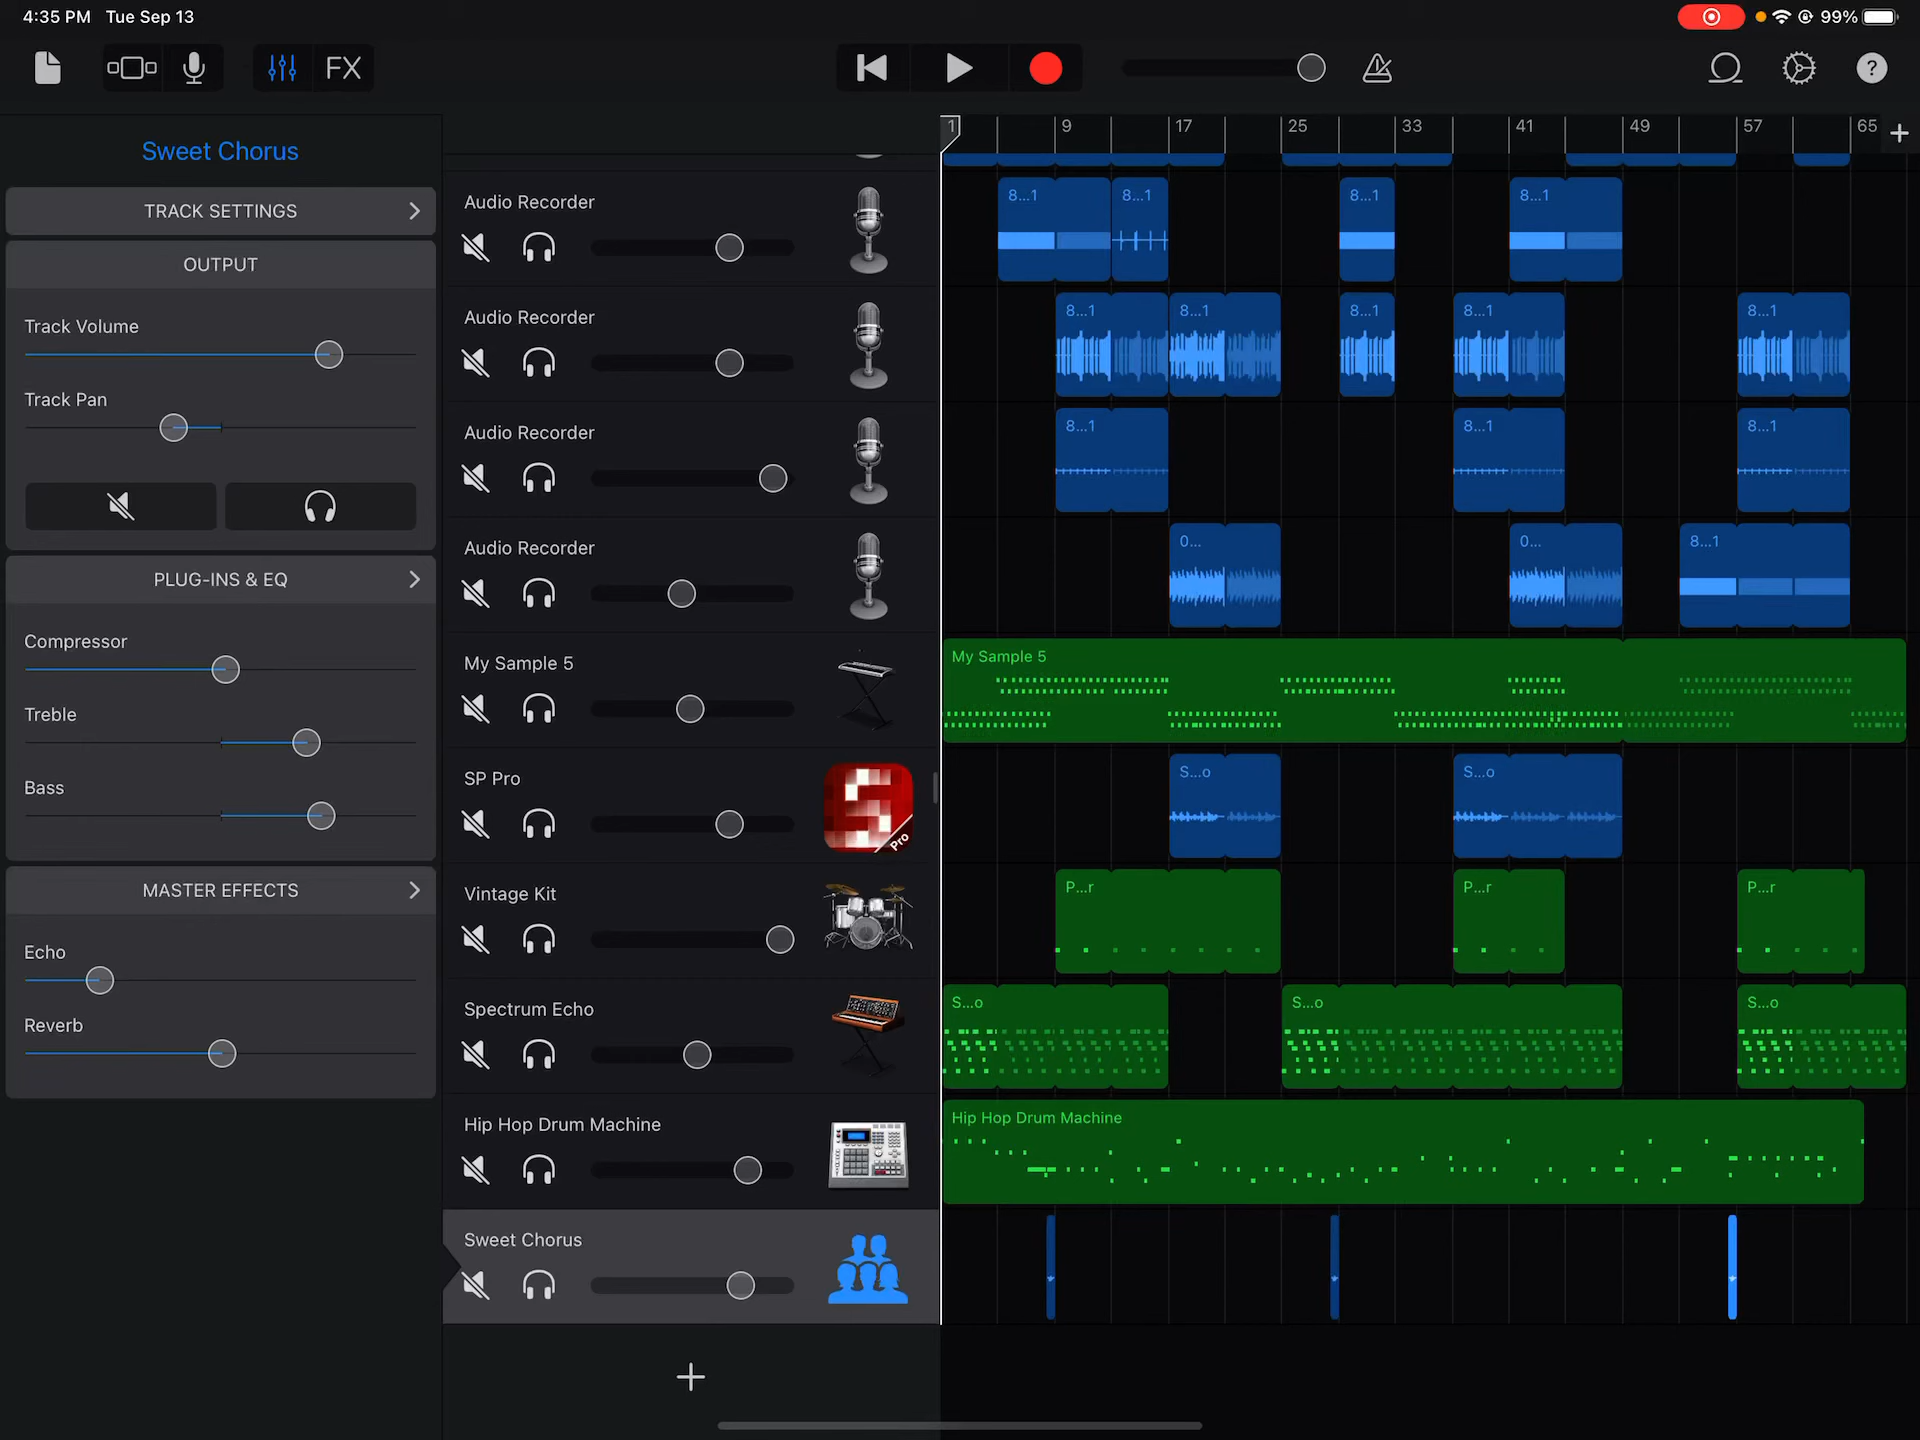 4:35 PM Tue Sep 13
99%
FX
?
Sweet Chorus
TRACK SETTINGS
OUTPUT
Track Volume
Track Pan
PLUG-INS & EQ
Compressor
Treble
Bass
MASTER EFFECTS
Echo
Reverb
1 9 17 25 33 41 49 57 65 +
Audio Recorder
8...1 8...1 8...1 8...1
Audio Recorder
8...1 8...1 8...1 8...1 8...1
Audio Recorder
8...1 8...1 8...1
Audio Recorder
0... 0... 8...1
My Sample 5
My Sample 5
SP Pro
S Pro
S...o S...o
Vintage Kit
P...r P...r P...r
Spectrum Echo
S...o S...o S...o
Hip Hop Drum Machine
Hip Hop Drum Machine
Sweet Chorus
+